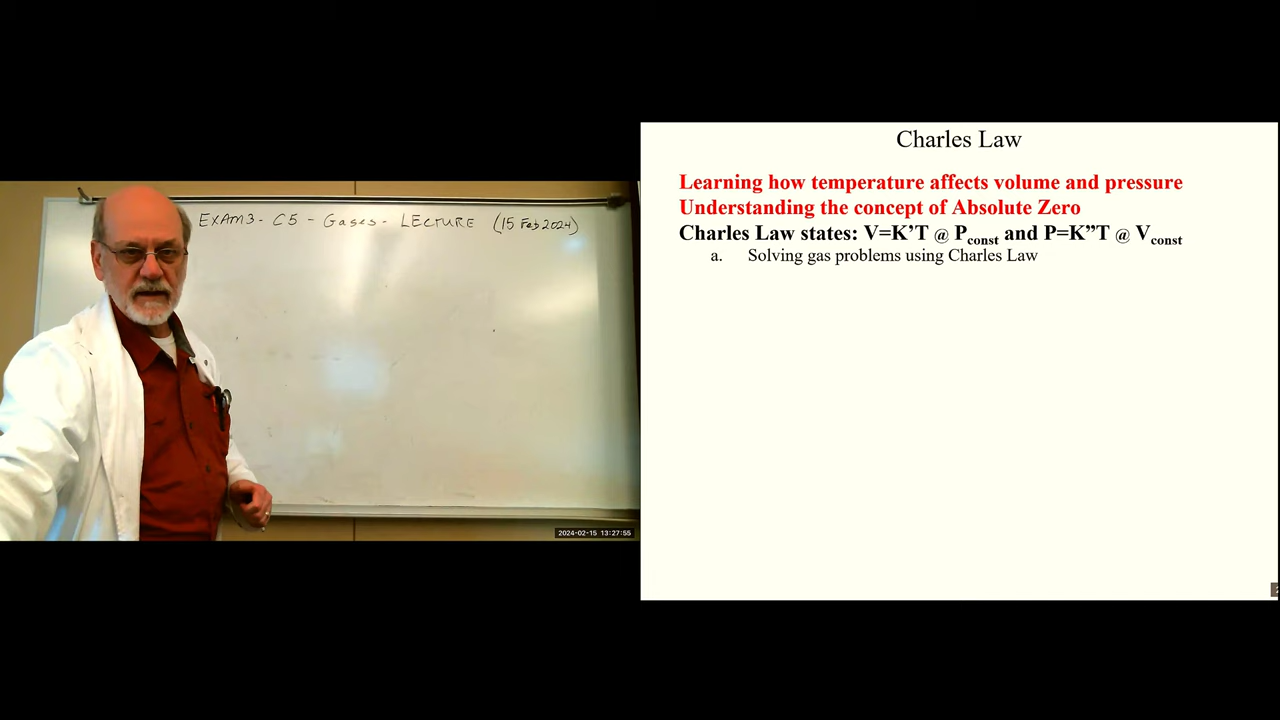 EXAM3 - C5 - Gases - LECTURE (15 Feb 2024)
2024-02-15 13:27:55
Charles Law
Learning how temperature affects volume and pressure
Understanding the concept of Absolute Zero
Charles Law states: V=K’T @ Pconst and P=K”T @ Vconst
a. Solving gas problems using Charles Law